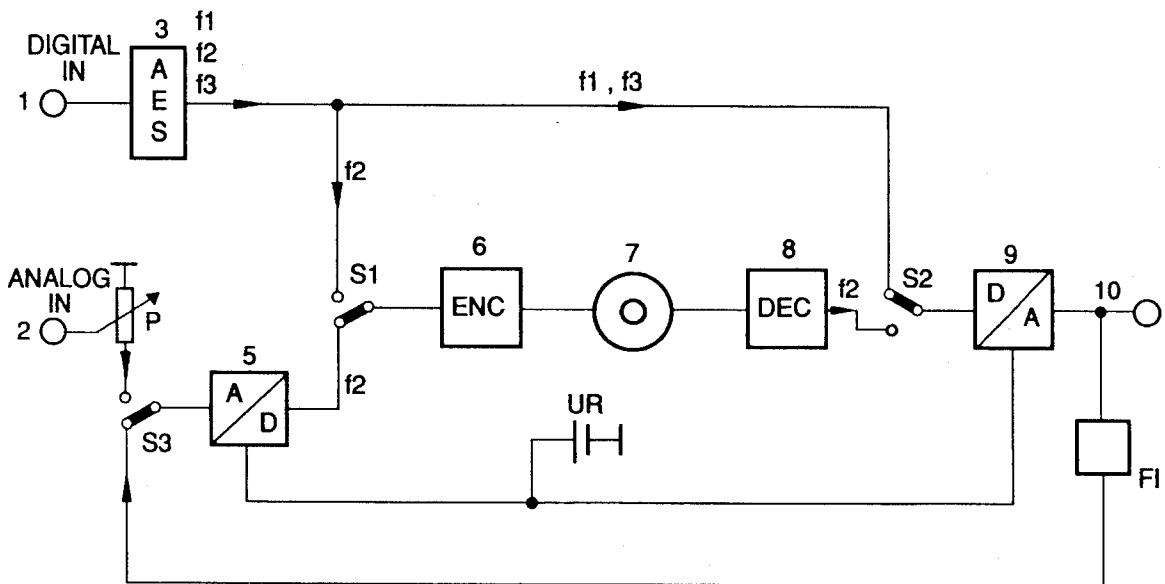 3
f1
DIGITAL
IN
f2
A
E
S
f3
f1 , f3
1
f2
6
7
8
9
ANALOG
IN
P
S1
ENC
DEC
f2
S2
D
A
10
2
5
A
D
f2
UR
S3
FI